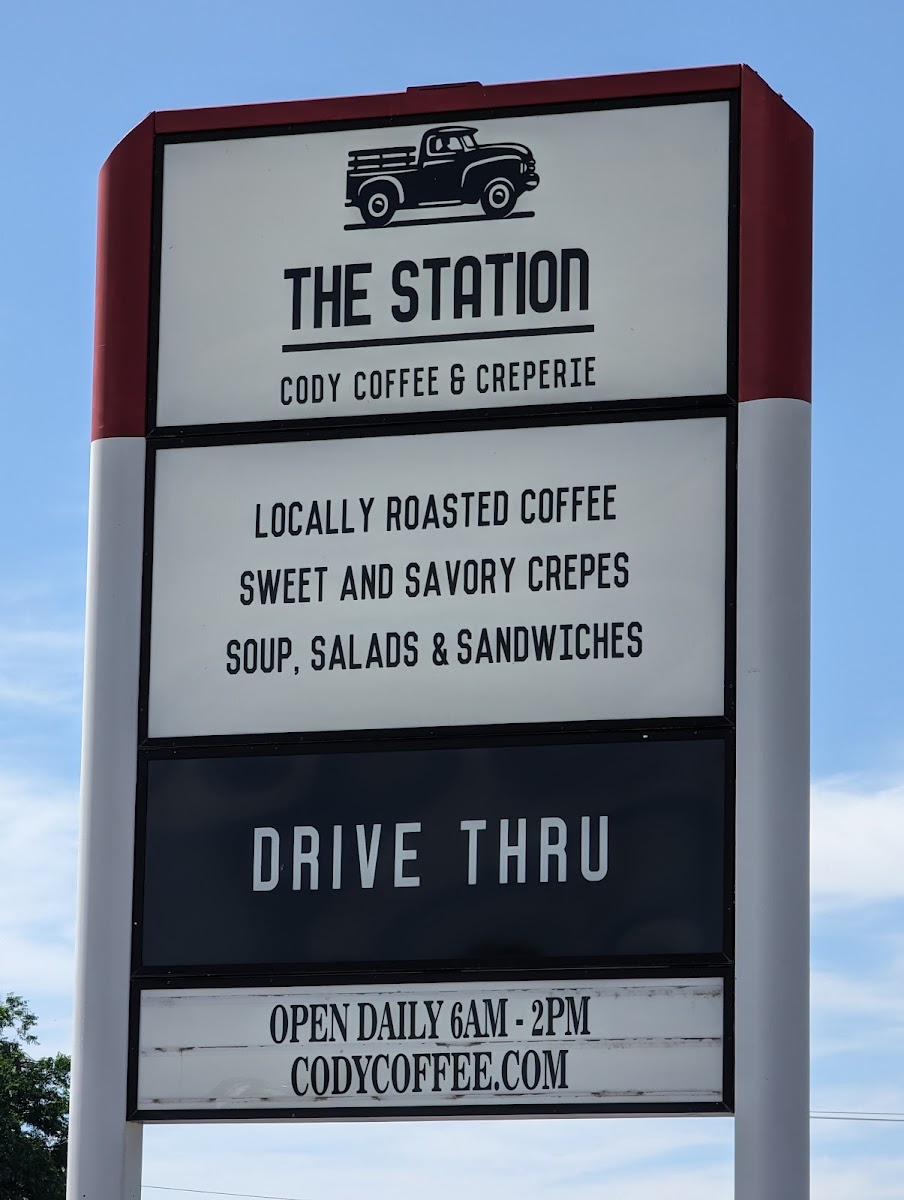 THE STATION
CODY COFFEE & CREPERIE
LOCALLY ROASTED COFFEE
SWEET AND SAVORY CREPES
SOUP, SALADS & SANDWICHES
DRIVE THRU
OPEN DAILY 6AM - 2PM
CODYCOFFEE.COM